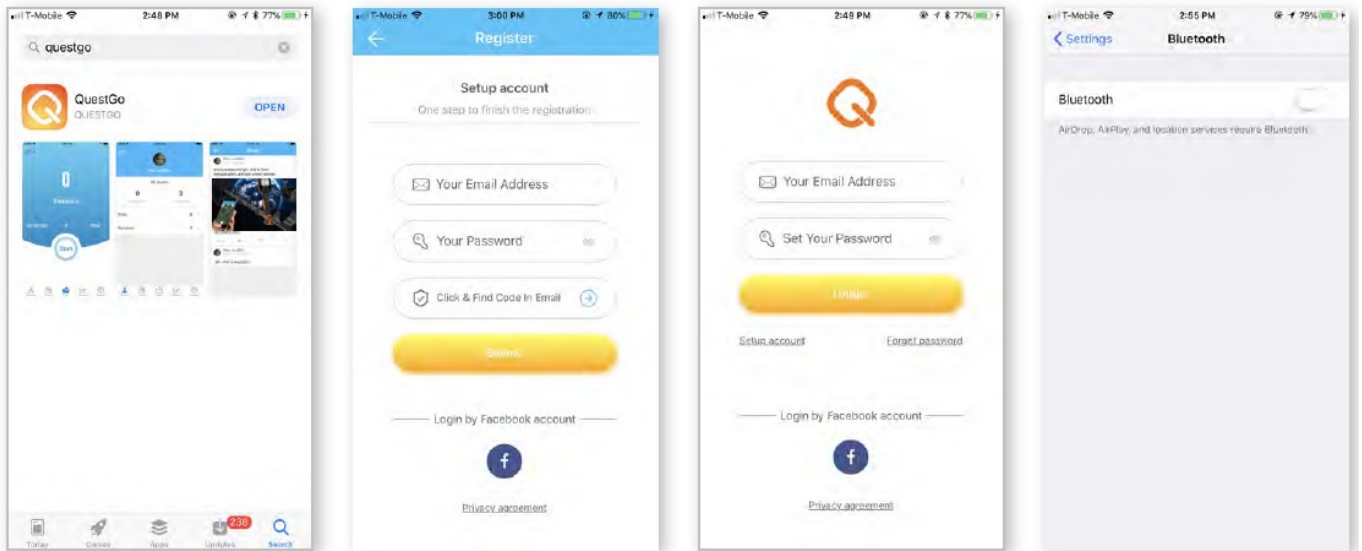 T-Mobile 2:48 PM 77%
questgo
QuestGo
QUESTGO
OPEN
0
Start
Today Games Apps Updates Search
238
T-Mobile 3:00 PM 80%
Register
Setup account
One step to finish the registration
Your Email Address
Your Password
Click & Find Code In Email
Submit
Login by Facebook account
Privacy agreement
T-Mobile 2:49 PM 77%
Your Email Address
Set Your Password
Setup account Forget password
Login by Facebook account
Privacy agreement
T-Mobile 2:55 PM 79%
Settings Bluetooth
Bluetooth
AirDrop, AirPlay, and location services require Bluetooth.